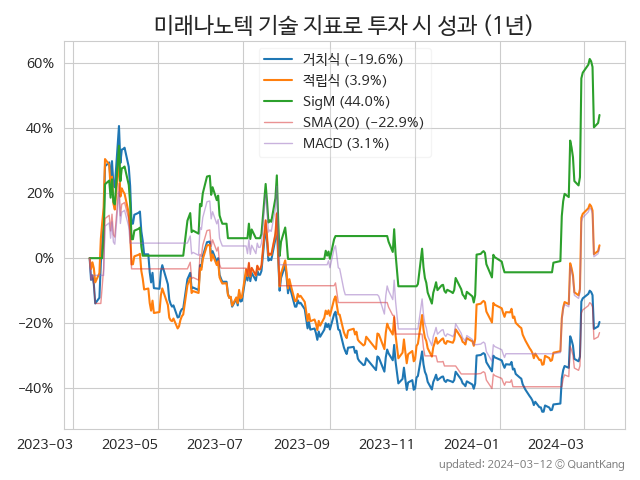 미래나노텍 기술 지표로 투자 시 성과 (1년)
거치식 (−19.6%)
적립식 (3.9%)
SigM (44.0%)
SMA(20) (−22.9%)
MACD (3.1%)
60%
40%
20%
0%
−20%
−40%
2023-03 2023-05 2023-07 2023-09 2023-11 2024-01 2024-03
updated: 2024-03-12 © QuantKang